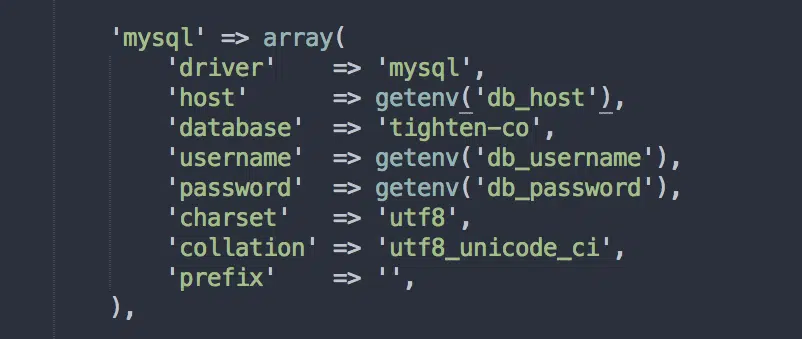 'mysql' => array(
    'driver'    => 'mysql',
    'host'      => getenv('db_host'),
    'database'  => 'tighten-co',
    'username'  => getenv('db_username'),
    'password'  => getenv('db_password'),
    'charset'   => 'utf8',
    'collation' => 'utf8_unicode_ci',
    'prefix'    => '',
),